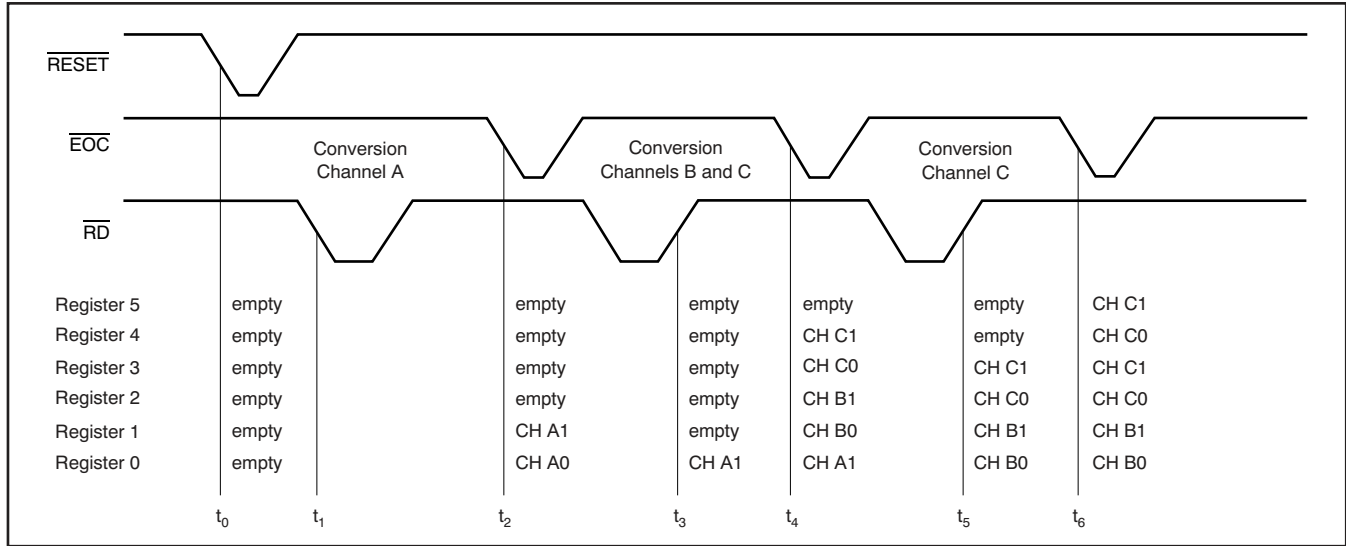 RESET
EOC
Conversion
Channel A
Conversion
Channels B and C
Conversion
Channel C
RD
Register 5 empty empty empty empty empty CH C1
Register 4 empty empty empty CH C1 empty CH C0
Register 3 empty empty empty CH C0 CH C1 CH C1
Register 2 empty empty empty CH B1 CH C0 CH C0
Register 1 empty CH A1 empty CH B0 CH B1 CH B1
Register 0 empty CH A0 CH A1 CH A1 CH B0 CH B0
t0 t1 t2 t3 t4 t5 t6